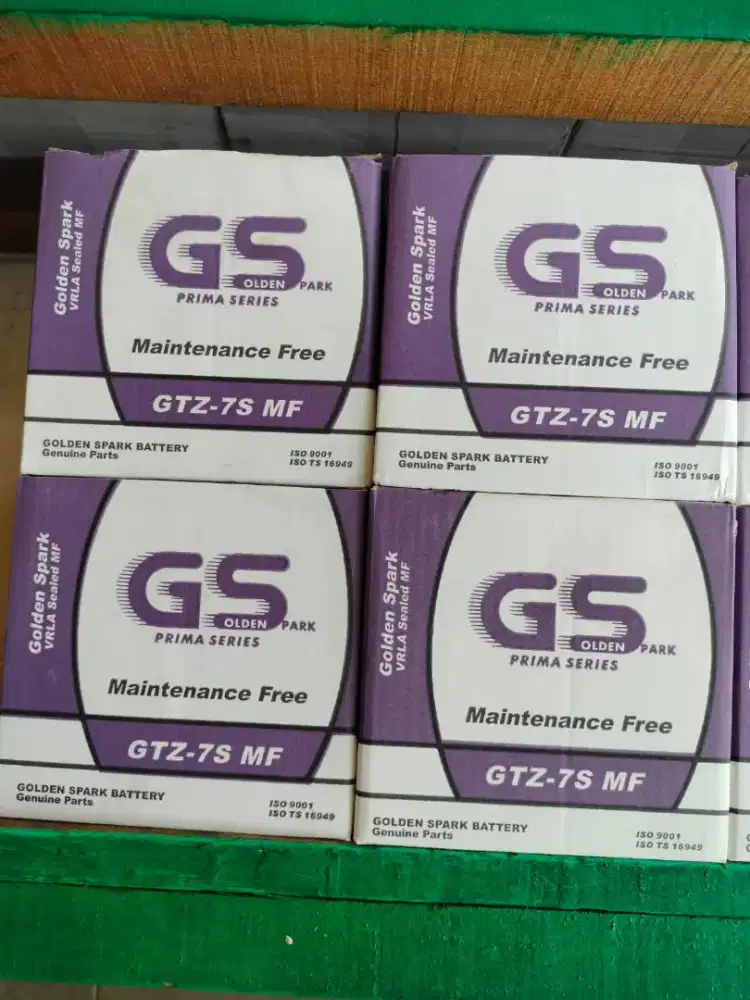 Golden Spark
VRLA Sealed MF
GS
OLDEN PARK
PRIMA SERIES
Maintenance Free
GTZ-7S MF
GOLDEN SPARK BATTERY
Genuine Parts
ISO 9001
ISO TS 16949
Golden Spark
VRLA Sealed MF
GS
OLDEN PARK
PRIMA SERIES
Maintenance Free
GTZ-7S MF
GOLDEN SPARK BATTERY
Genuine Parts
ISO 9001
ISO TS 16949
Golden Spark
VRLA Sealed MF
GS
OLDEN PARK
PRIMA SERIES
Maintenance Free
GTZ-7S MF
GOLDEN SPARK BATTERY
Genuine Parts
ISO 9001
ISO TS 16949
Golden Spark
VRLA Sealed MF
GS
OLDEN PARK
PRIMA SERIES
Maintenance Free
GTZ-7S MF
GOLDEN SPARK BATTERY
Genuine Parts
ISO 9001
ISO TS 16949